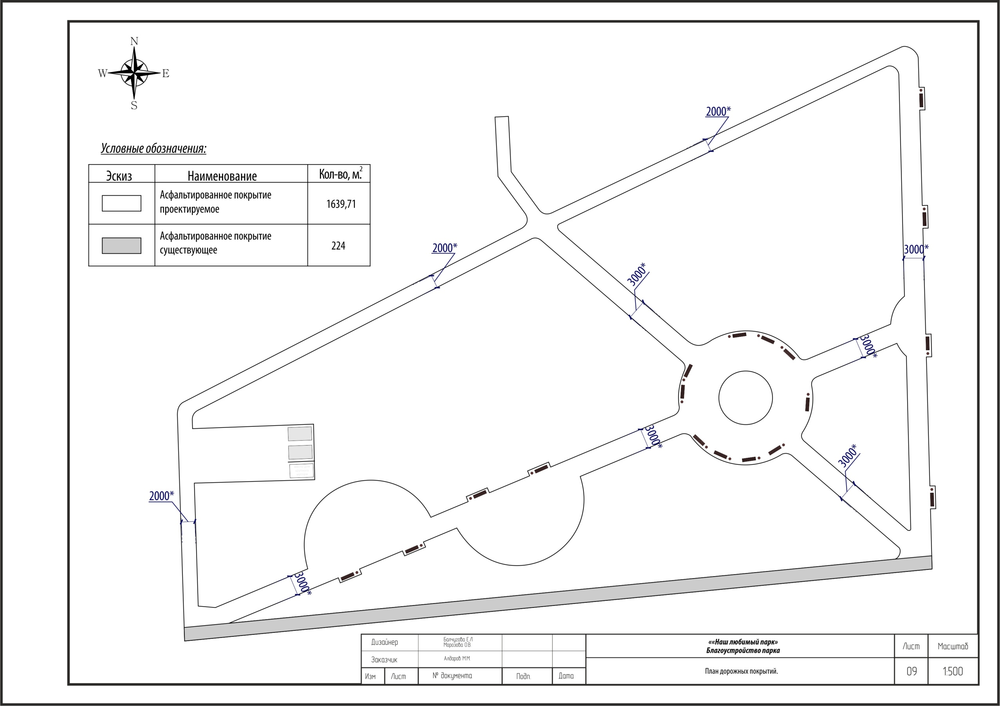 N
W
E
S
Условные обозначения:
Эскиз
Наименование
Кол-во, м.²
Асфальтированное покрытие
проектируемое
1639,71
Асфальтированное покрытие
существующее
224
2000*
2000*
3000*
3000*
3000*
3000*
3000*
2000*
3000*
Дизайнер
Балчугова Е.Л
Морозова О.В.
Заказчик
Алдаров М.М.
Изм
Лист
№ документа
Подп.
Дата
««Наш любимый парк»
Благоустройство парка
План дорожных покрытий.
Лист
Масштаб
09
1:500